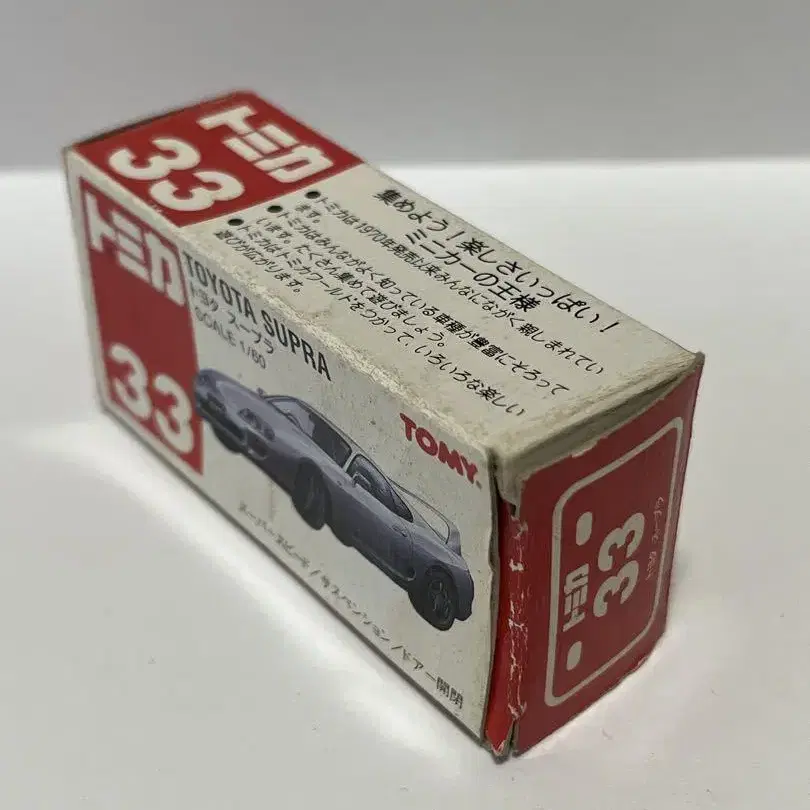 トミカ
33
集めよう！楽しさいっぱい！
ミニカーの王様
●トミカは1970年発売以来みんなにながく親しまれてい
ます。
●トミカはみんながよく知っている車種が豊富にそろって
います。たくさん集めて遊びましょう。
●トミカはトミカワールドをつかって、いろいろな楽しい
遊びが広がります。
トミカ
33
TOYOTA SUPRA
トヨタ スープラ
SCALE 1/60
TOMY
スーパースピード/サスペンション/ドアー開閉
トミカ
33
トヨタ スープラ